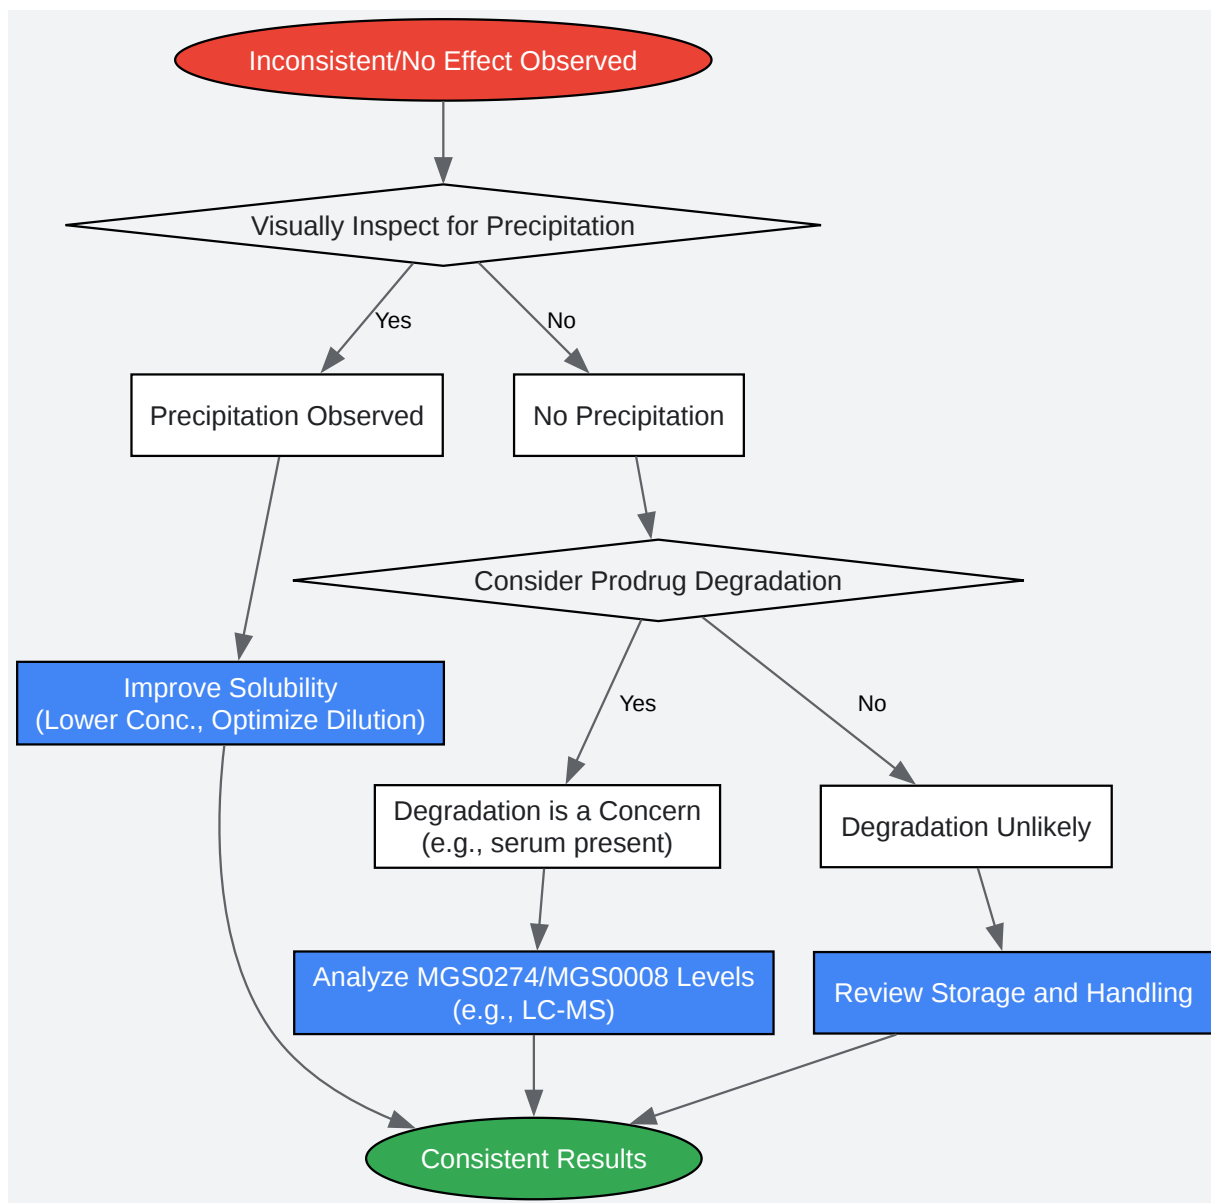 Inconsistent/No Effect Observed
Visually Inspect for Precipitation
Yes
No
Precipitation Observed
No Precipitation
Consider Prodrug Degradation
Improve Solubility
(Lower Conc., Optimize Dilution)
Yes
No
Degradation is a Concern
(e.g., serum present)
Degradation Unlikely
Analyze MGS0274/MGS0008 Levels
(e.g., LC-MS)
Review Storage and Handling
Consistent Results